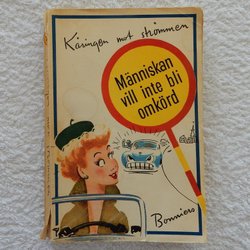 Käringen mot strömmen
Människan
vill inte bli
omkörd
Bonniers